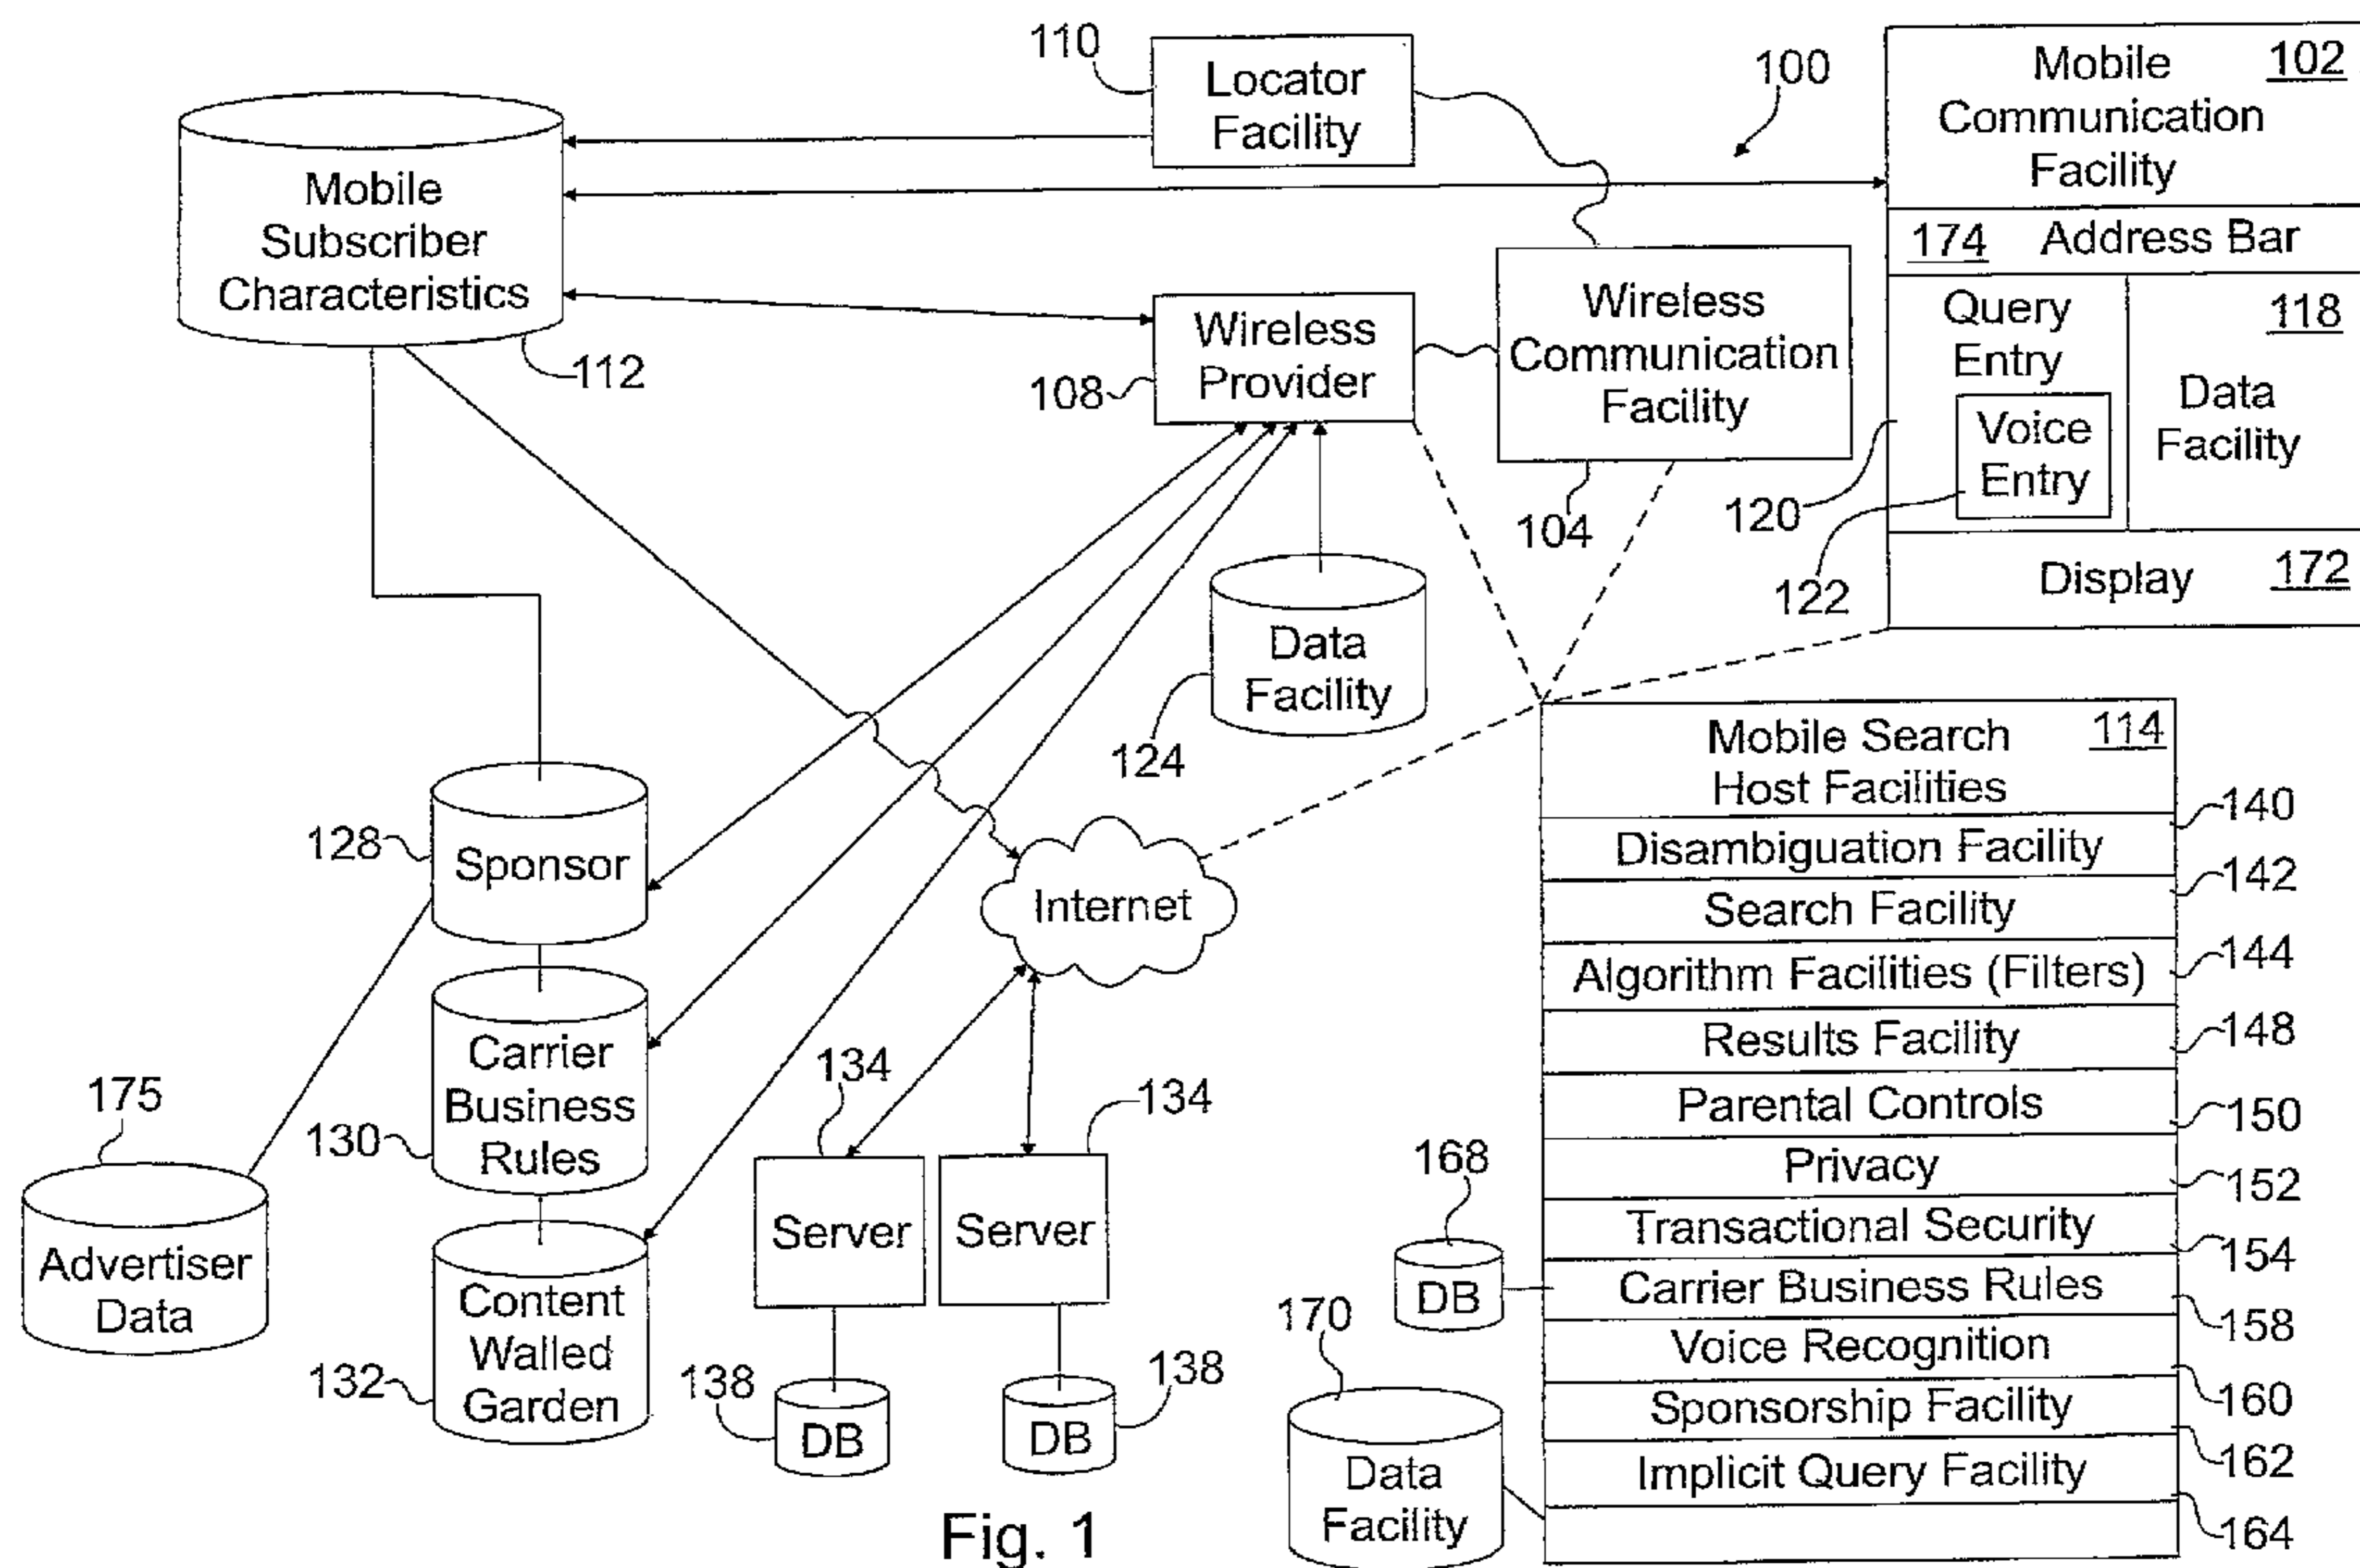 110
Locator
Facility
100
Mobile
Communication
Facility
102
174
Address Bar
Query
Entry
Voice
Entry
118
Data
Facility
120
122
Display
172
Mobile
Subscriber
Characteristics
112
Wireless
Provider
108
Wireless
Communication
Facility
104
Data
Facility
124
128
Sponsor
Internet
Carrier
Business
Rules
130
175
Advertiser
Data
Content
Walled
Garden
132
134
Server
134
Server
138
DB
138
DB
Mobile Search
Host Facilities
114
140
Disambiguation Facility
142
Search Facility
144
Algorithm Facilities (Filters)
148
Results Facility
Parental Controls
150
Privacy
152
Transactional Security
154
168
DB
Carrier Business Rules
158
Voice Recognition
160
Sponsorship Facility
162
Implicit Query Facility
164
170
Data
Facility
Fig. 1